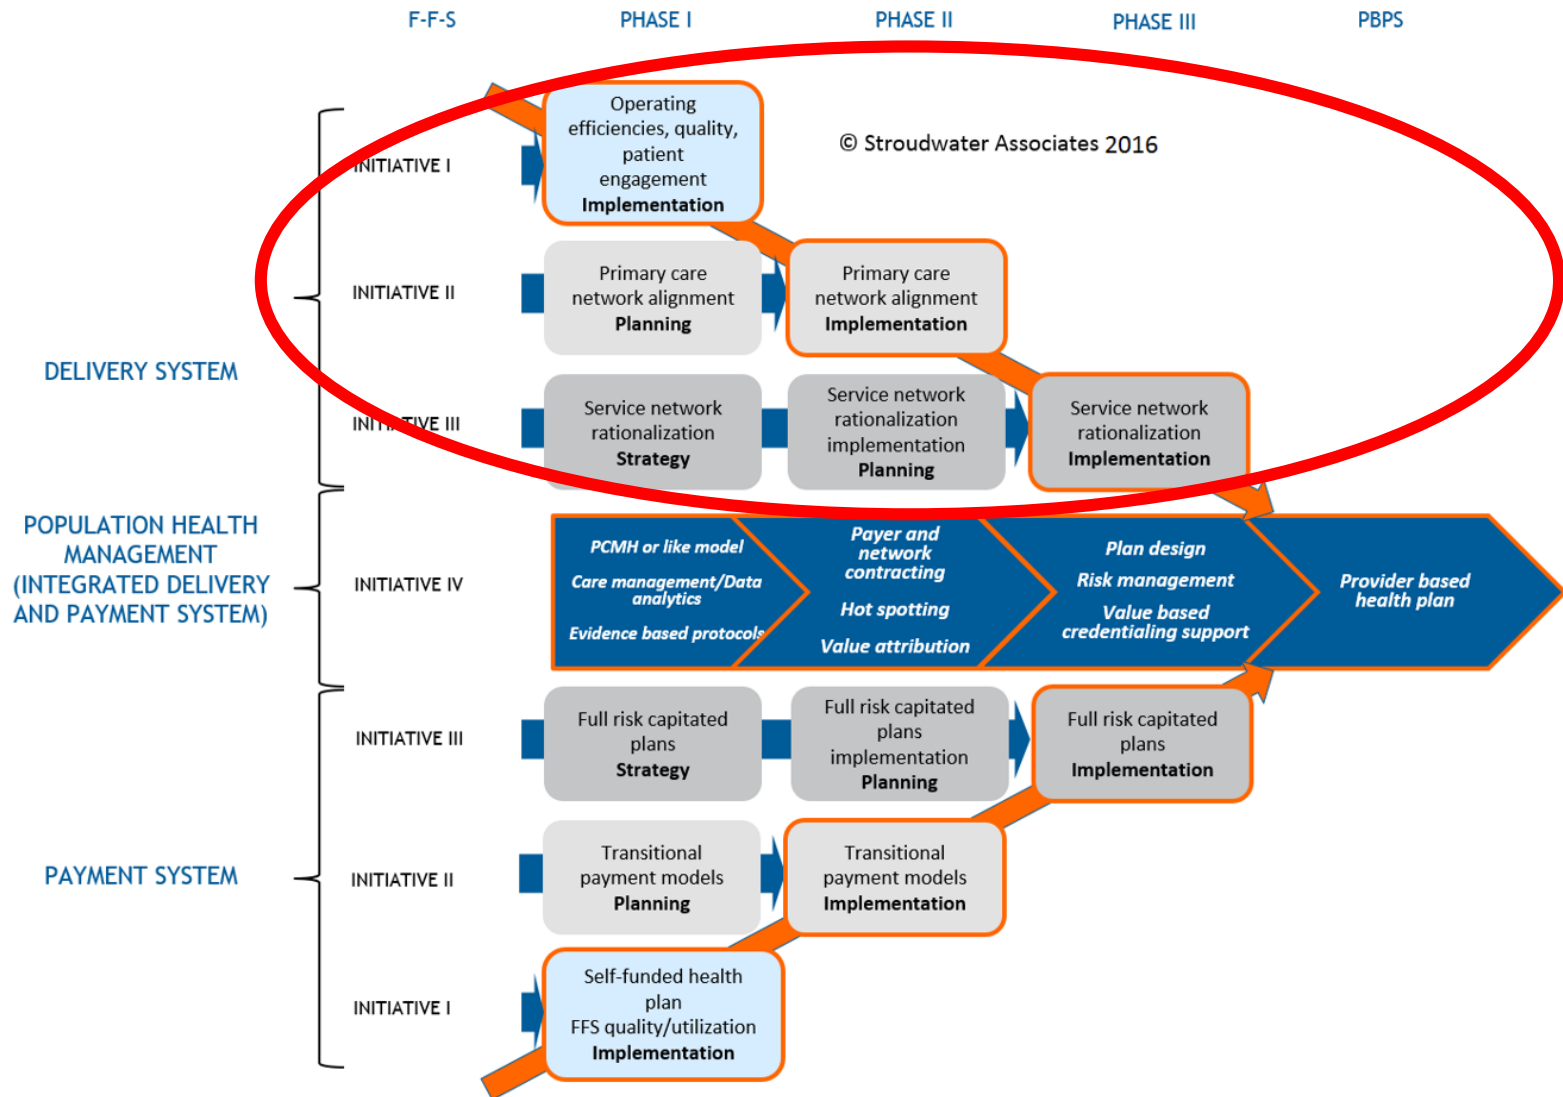 F-F-S PHASE I PHASE II PHASE III PBPS
Operating
efficiencies, quality,
patient
engagement
Implementation
© Stroudwater Associates 2016
INITIATIVE I
INITIATIVE II
Primary care
network alignment
Planning
Primary care
network alignment
Implementation
DELIVERY SYSTEM
INITIATIVE III
Service network
rationalization
Strategy
Service network
rationalization
implementation
Planning
Service network
rationalization
Implementation
POPULATION HEALTH
MANAGEMENT
(INTEGRATED DELIVERY
AND PAYMENT SYSTEM)
INITIATIVE IV
PCMH or like model
Care management/Data
analytics
Evidence based protocols
Payer and
network
contracting
Hot spotting
Value attribution
Plan design
Risk management
Value based
credentialing support
Provider based
health plan
INITIATIVE III
Full risk capitated
plans
Strategy
Full risk capitated
plans
implementation
Planning
Full risk capitated
plans
Implementation
PAYMENT SYSTEM
INITIATIVE II
Transitional
payment models
Planning
Transitional
payment models
Implementation
INITIATIVE I
Self-funded health
plan
FFS quality/utilization
Implementation